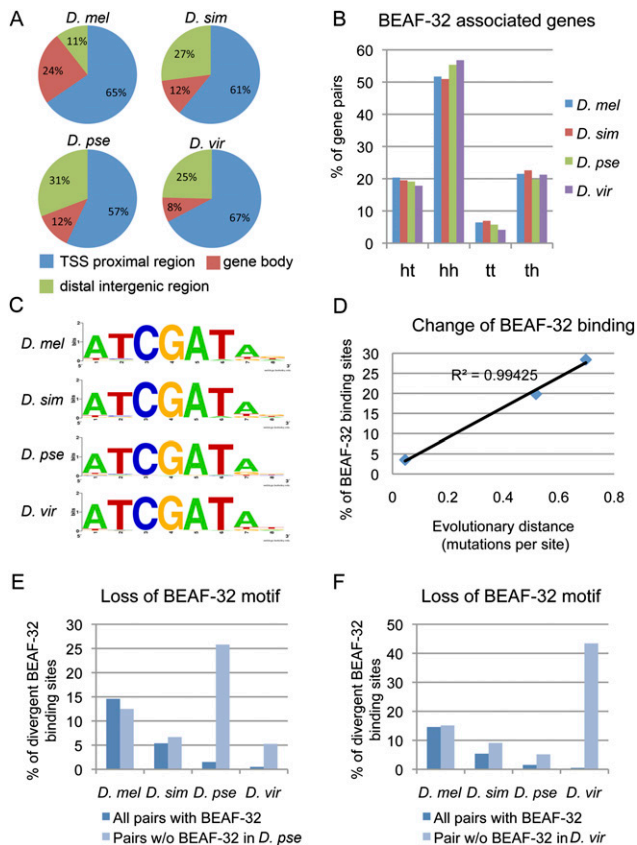 A
D. mel
D. sim
11%
24%
65%
27%
12%
61%
D. pse
D. vir
31%
12%
57%
25%
8%
67%
TSS proximal region
gene body
distal intergenic region
B
BEAF-32 associated genes
% of gene pairs
60
50
40
30
20
10
0
ht
hh
tt
th
D. mel
D. sim
D. pse
D. vir
C
D. mel
ATCGATA
D. sim
ATCGATA
D. pse
ATCGATA
D. vir
ATCGATA
D
Change of BEAF-32 binding
% of BEAF-32 binding sites
30
25
20
15
10
5
0
R² = 0.99425
0
0.2
0.4
0.6
0.8
Evolutionary distance
(mutations per site)
E
Loss of BEAF-32 motif
% of divergent BEAF-32
binding sites
30
25
20
15
10
5
0
D. mel
D. sim
D. pse
D. vir
All pairs with BEAF-32
Pairs w/o BEAF-32 in D. pse
F
Loss of BEAF-32 motif
% of divergent BEAF-32
binding sites
50
40
30
20
10
0
D. mel
D. sim
D. pse
D. vir
All pairs with BEAF-32
Pair w/o BEAF-32 in D. vir